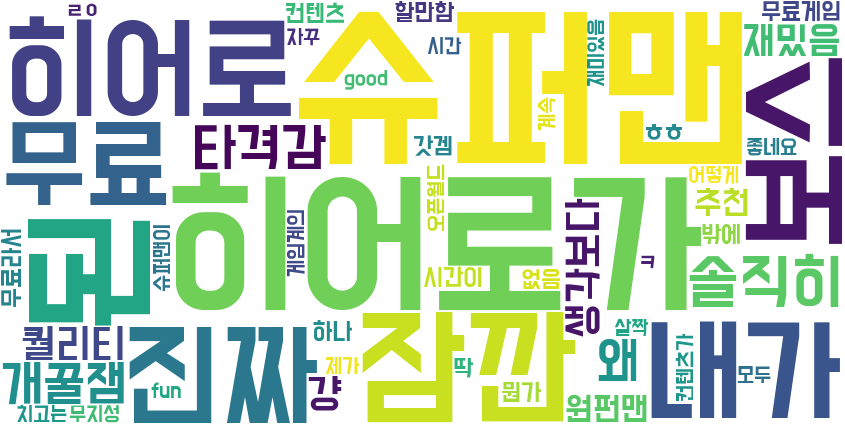 ㄹㅇ
컨텐츠
할만함
무료게임
히어로
슈퍼맨
자꾸
시간
재미있음
재밌음
good
계속
보스
무료
타격감
갓겜
ㅎㅎ
좋네요
히어로가
오픈월드
어떻게
추천
된
슈퍼맨이
게임계의
생각보다
밖에
무료라서
시간이
없음
ㅋ
솔직히
퀄리티
진짜
하나
잠깐
살짝
왜
내가
개꿀잼
fun
걍
제가
딱
뭔가
컨텐츠가
모두
치고는
무지성
원펀맨